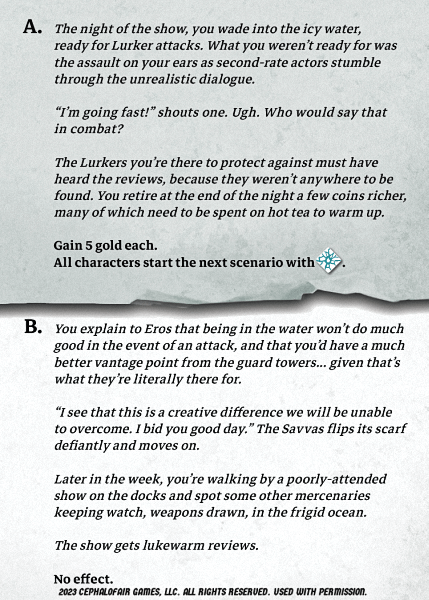 A. The night of the show, you wade into the icy water,
ready for Lurker attacks. What you weren't ready for was
the assault on your ears as second-rate actors stumble
through the unrealistic dialogue.
"I'm going fast!" shouts one. Ugh. Who would say that
in combat?
The Lurkers you're there to protect against must have
heard the reviews, because they weren't anywhere to be
found. You retire at the end of the night a few coins richer,
many of which need to be spent on hot tea to warm up.
Gain 5 gold each.
All characters start the next scenario with .
B. You explain to Eros that being in the water won't do much
good in the event of an attack, and that you'd have a much
better vantage point from the guard towers... given that's
what they're literally there for.
"I see that this is a creative difference we will be unable
to overcome. I bid you good day." The Savvas flips its scarf
defiantly and moves on.
Later in the week, you're walking by a poorly-attended
show on the docks and spot some other mercenaries
keeping watch, weapons drawn, in the frigid ocean.
The show gets lukewarm reviews.
No effect.
2023 CEPHALOFAIR GAMES, LLC. ALL RIGHTS RESERVED. USED WITH PERMISSION.